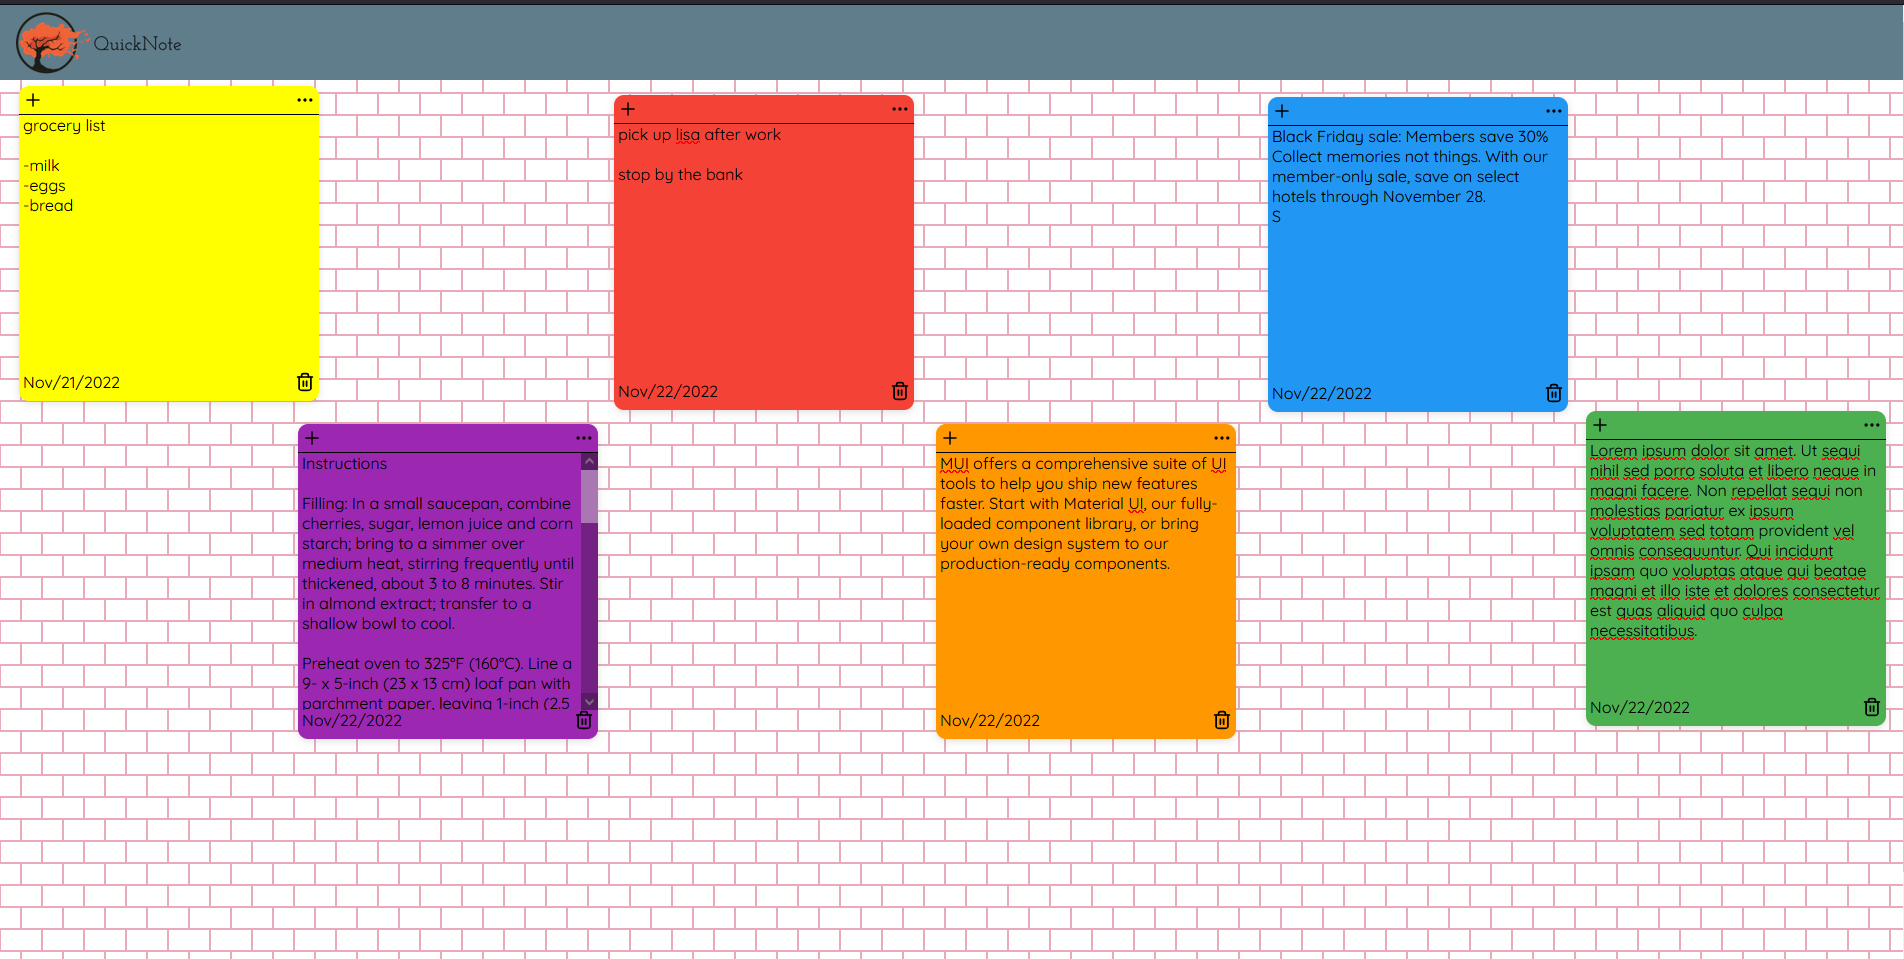 QuickNote
grocery list
-milk
-eggs
-bread
Nov/21/2022
pick up lisa after work
stop by the bank
Nov/22/2022
Black Friday sale: Members save 30%
Collect memories not things. With our
member-only sale, save on select
hotels through November 28.
S
Nov/22/2022
Instructions
Filling: In a small saucepan, combine
cherries, sugar, lemon juice and corn
starch; bring to a simmer over
medium heat, stirring frequently until
thickened, about 3 to 8 minutes. Stir
in almond extract; transfer to a
shallow bowl to cool.
Preheat oven to 325°F (160°C). Line a
9- x 5-inch (23 x 13 cm) loaf pan with
parchment paper, leaving 1-inch (2.5
Nov/22/2022
MUI offers a comprehensive suite of UI
tools to help you ship new features
faster. Start with Material UI, our fully-
loaded component library, or bring
your own design system to our
production-ready components.
Nov/22/2022
Lorem ipsum dolor sit amet. Ut sequi
nihil sed porro soluta et libero neque in
magni facere. Non repellat sequi non
molestias pariatur ex ipsum
voluptatem sed totam provident vel
omnis consequuntur. Qui incidunt
ipsam quo voluptas atque qui beatae
magni et illo iste et dolores consectetur
est quas aliquid quo culpa
necessitatibus.
Nov/22/2022